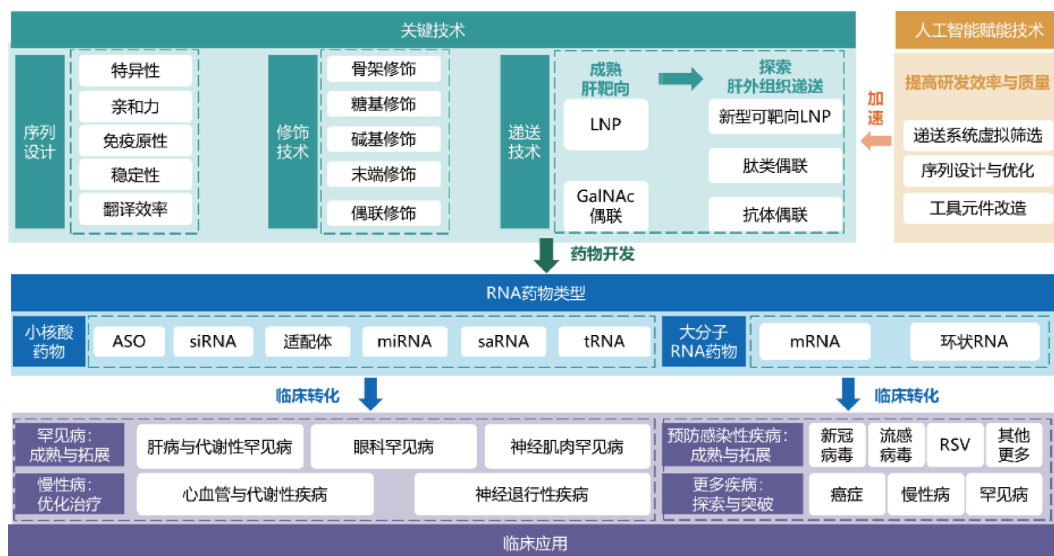 关键技术
人工智能赋能技术
序列
设计
特异性
亲和力
免疫原性
稳定性
翻译效率
修饰
技术
骨架修饰
糖基修饰
碱基修饰
末端修饰
偶联修饰
递送
技术
成熟
肝靶向
LNP
GalNAc
偶联
探索
肝外组织递送
新型可靶向LNP
肽类偶联
抗体偶联
加
速
提高研发效率与质量
递送系统虚拟筛选
序列设计与优化
工具元件改造
药物开发
RNA药物类型
小核酸
药物
ASO
siRNA
适配体
miRNA
saRNA
tRNA
大分子
RNA药物
mRNA
环状RNA
临床转化
临床转化
罕见病：
成熟与拓展
肝病与代谢性罕见病
眼科罕见病
神经肌肉罕见病
慢性病：
优化治疗
心血管与代谢性疾病
神经退行性疾病
预防感染性疾病：
成熟与拓展
新冠
病毒
流感
病毒
RSV
其他
更多
更多疾病：
探索与突破
癌症
慢性病
罕见病
临床应用